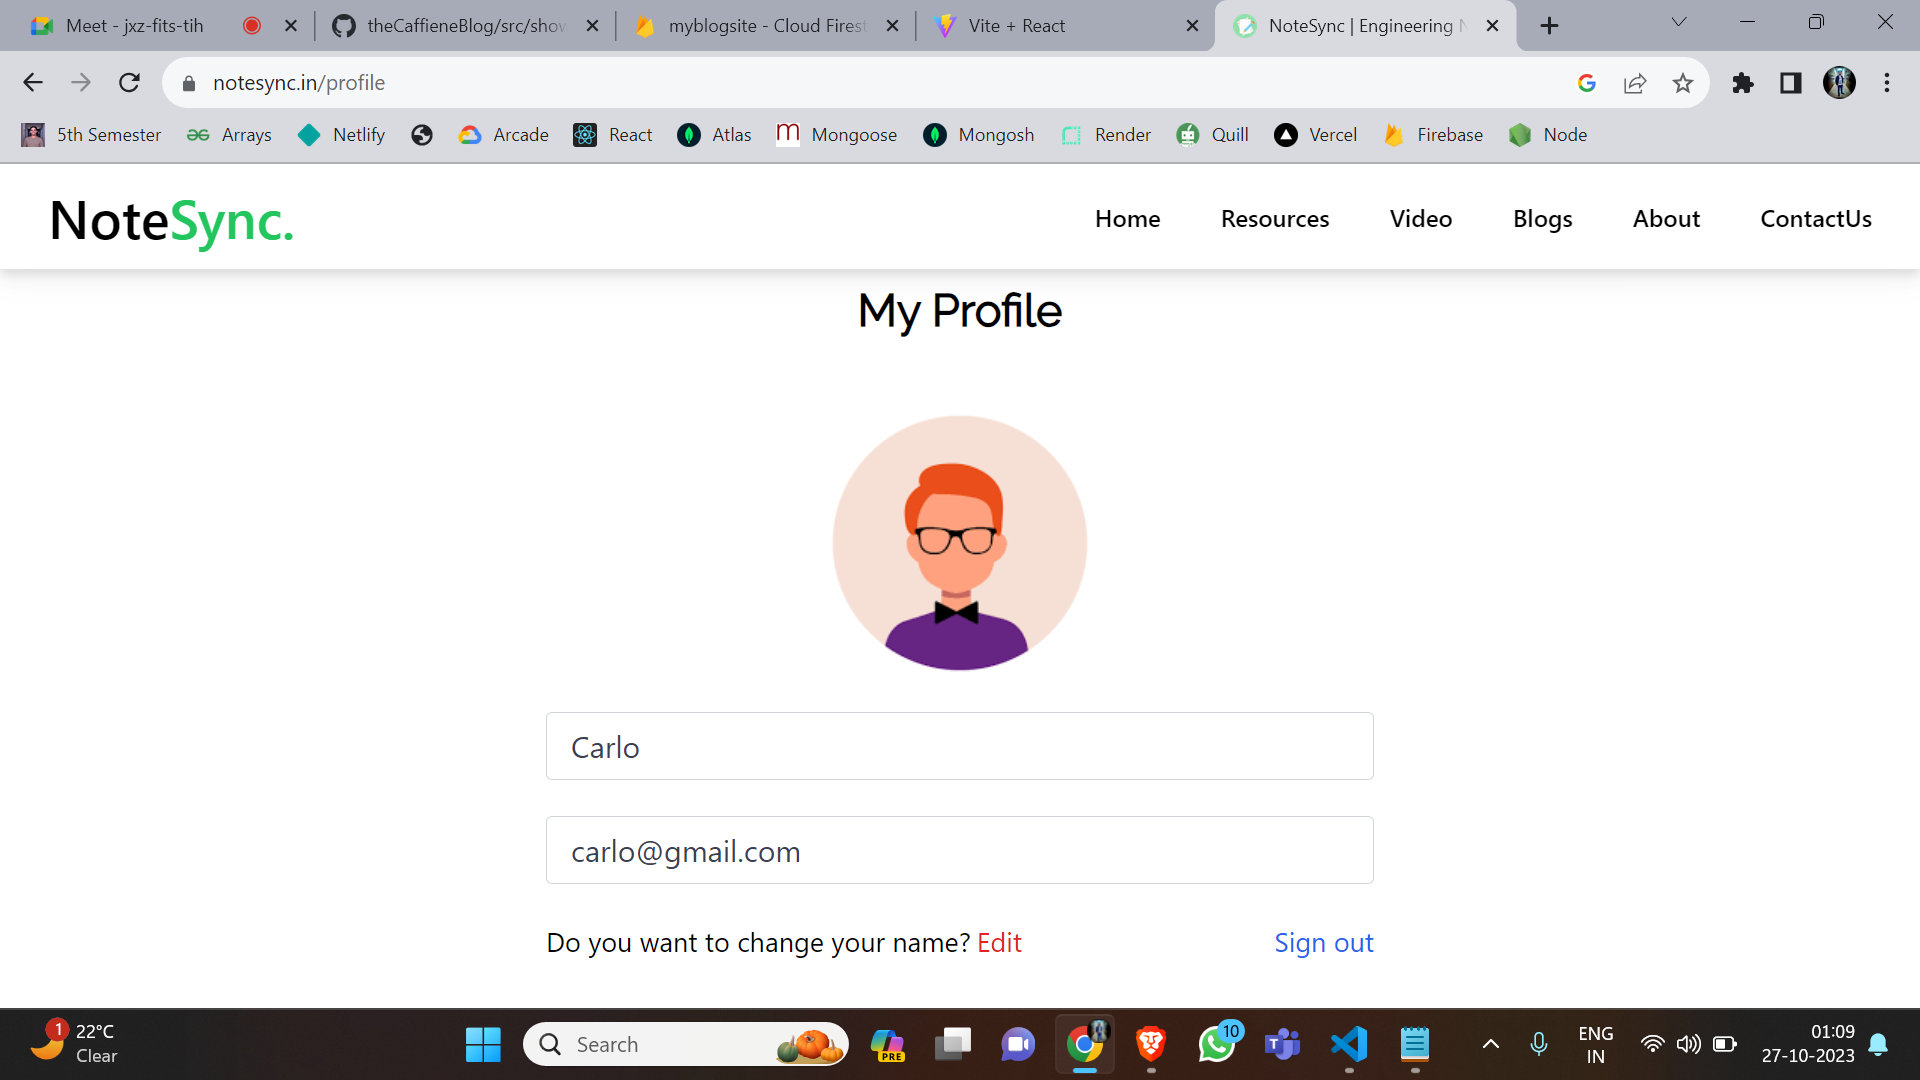 Meet - jxz-fits-tih
theCaffieneBlog/src/show
myblogsite - Cloud Firest
Vite + React
NoteSync | Engineering N
notesync.in/profile
5th Semester
Arrays
Netlify
Arcade
React
Atlas
Mongoose
Mongosh
Render
Quill
Vercel
Firebase
Node
NoteSync.
Home
Resources
Video
Blogs
About
ContactUs
My Profile
Carlo
carlo@gmail.com
Do you want to change your name? Edit
Sign out
1
22°C
Clear
Search
PRE
10
ENG
IN
01:09
27-10-2023